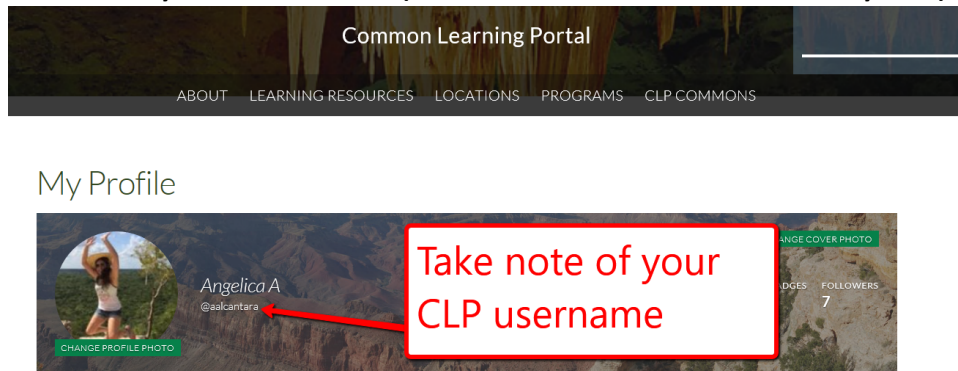 Common Learning Portal
ABOUT LEARNING RESOURCES LOCATIONS PROGRAMS CLP COMMONS
My Profile
Take note of your
CLP username
COVER PHOTO
Angelica A
@aalcantara
FOLLOWERS
7
CHANGE PROFILE PHOTO